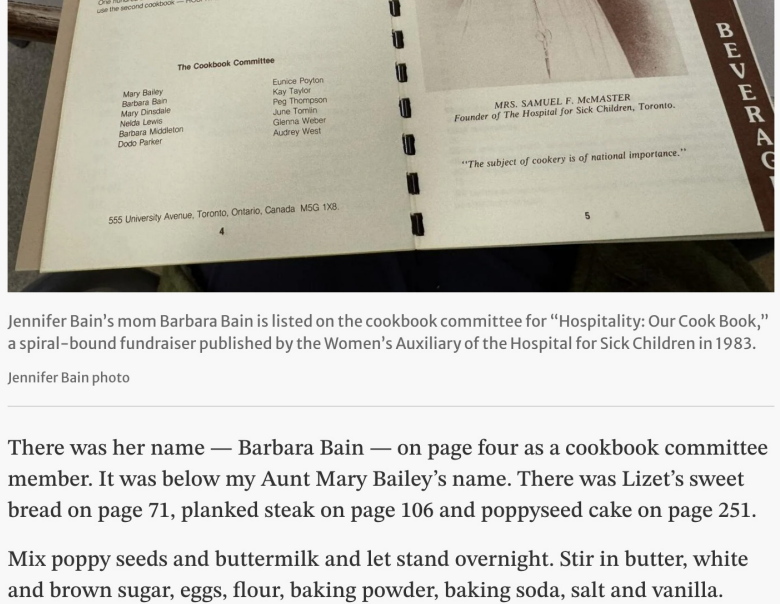 use the second cookbook —
The Cookbook Committee
Mary Bailey
Barbara Bain
Mary Dinsdale
Nelda Lewis
Barbara Middleton
Dodo Parker
Eunice Poyton
Kay Taylor
Peg Thompson
June Tomlin
Glenna Weber
Audrey West
555 University Avenue, Toronto, Ontario, Canada. M5G 1X8.
4
MRS. SAMUEL F. McMASTER
Founder of The Hospital for Sick Children, Toronto.
"The subject of cookery is of national importance."
5
BEVERAG
Jennifer Bain’s mom Barbara Bain is listed on the cookbook committee for “Hospitality: Our Cook Book,”
a spiral-bound fundraiser published by the Women’s Auxiliary of the Hospital for Sick Children in 1983.
Jennifer Bain photo
There was her name — Barbara Bain — on page four as a cookbook committee
member. It was below my Aunt Mary Bailey’s name. There was Lizet’s sweet
bread on page 71, planked steak on page 106 and poppyseed cake on page 251.
Mix poppy seeds and buttermilk and let stand overnight. Stir in butter, white
and brown sugar, eggs, flour, baking powder, baking soda, salt and vanilla.